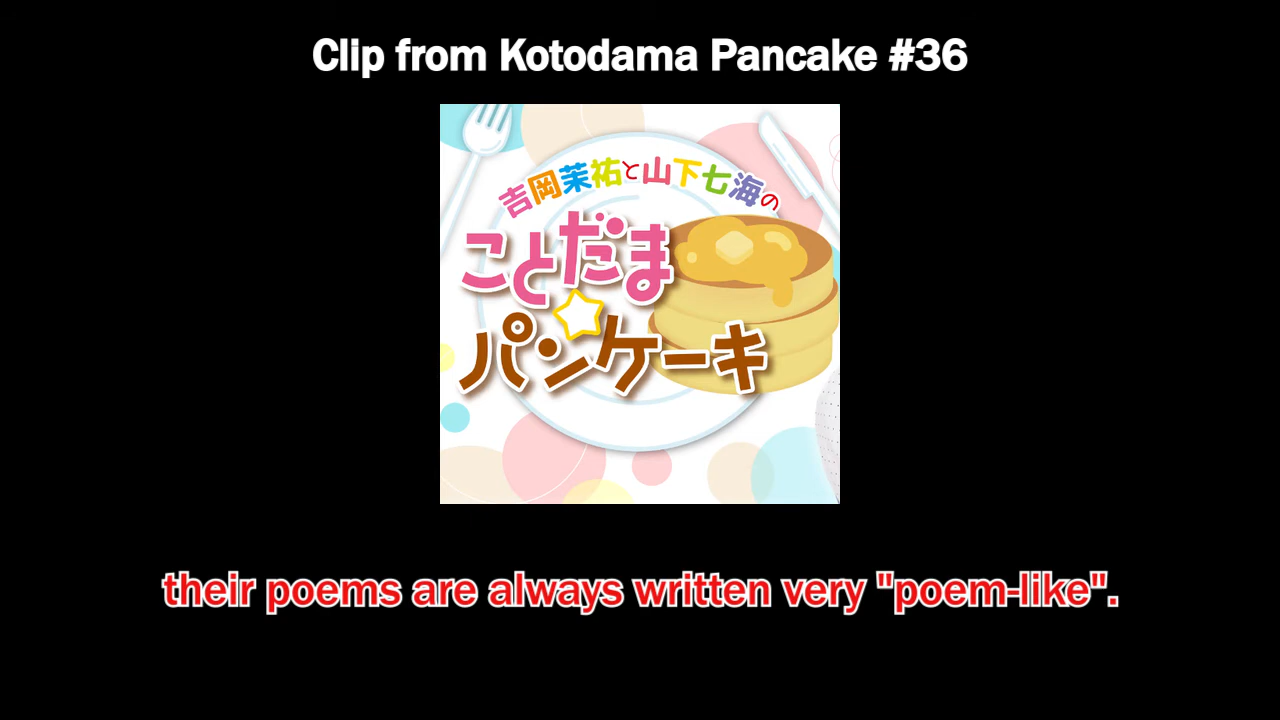 Clip from Kotodama Pancake #36
吉岡茉祐と山下七海の
ことだま
パンケーキ
their poems are always written very "poem-like".